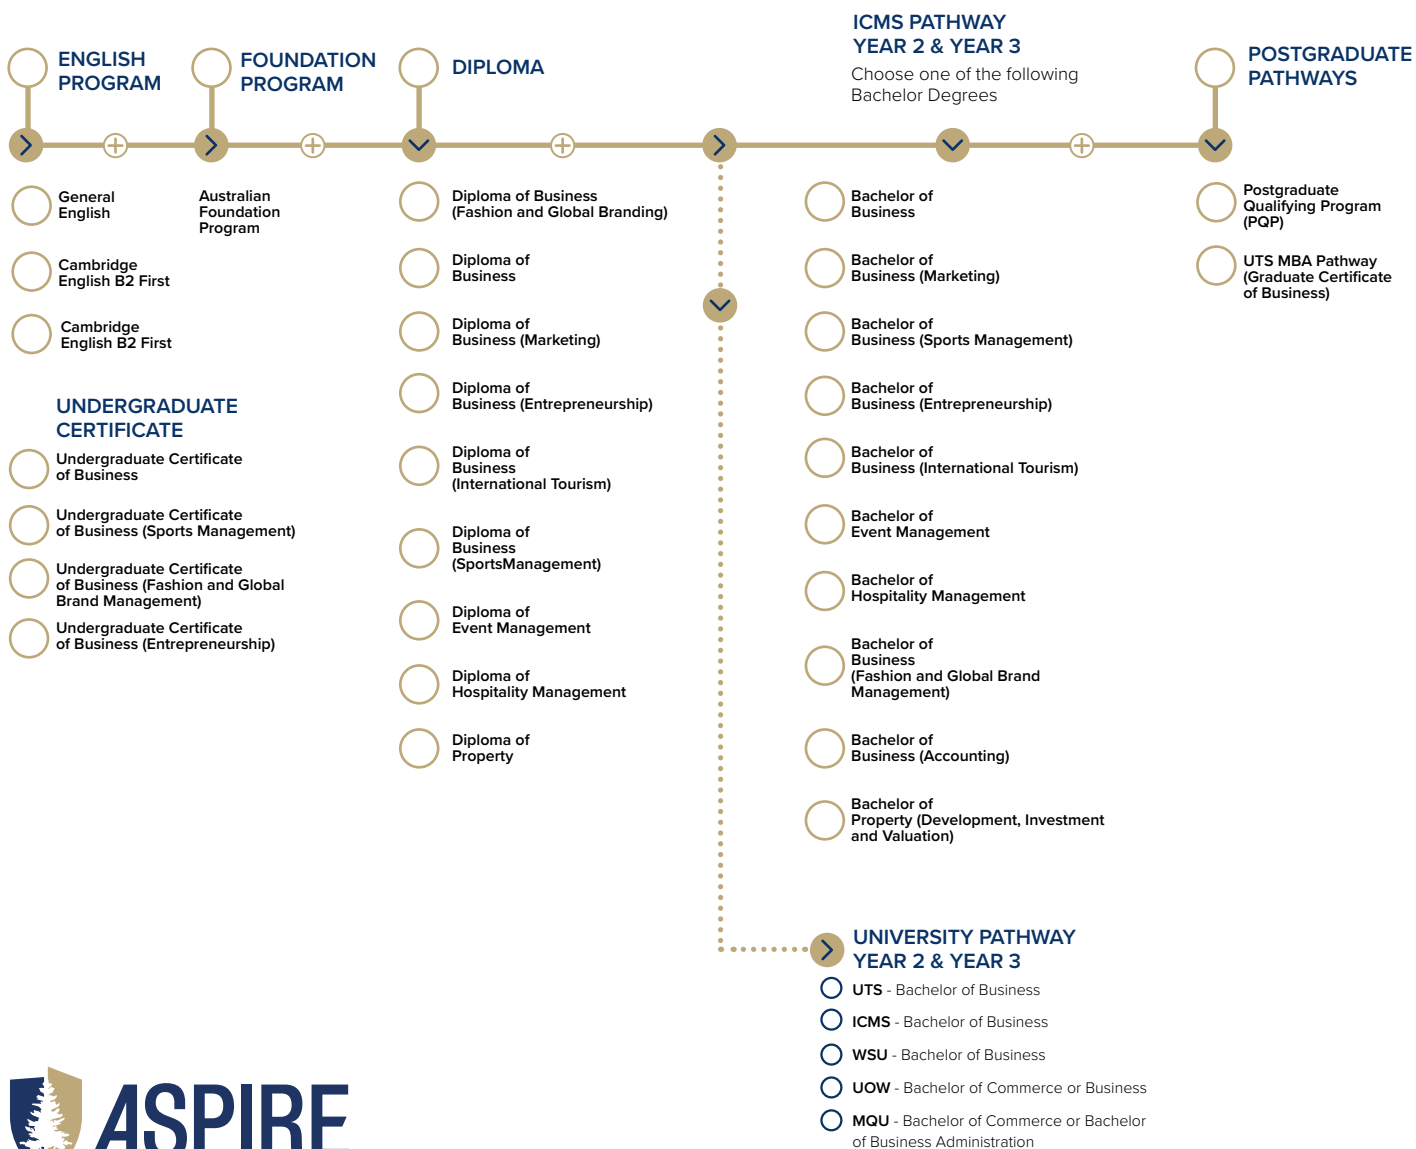 ENGLISH
PROGRAM
FOUNDATION
PROGRAM
DIPLOMA
ICMS PATHWAY
YEAR 2 & YEAR 3
Choose one of the following
Bachelor Degrees
POSTGRADUATE
PATHWAYS
General
English
Cambridge
English B2 First
Cambridge
English B2 First
UNDERGRADUATE
CERTIFICATE
Undergraduate Certificate
of Business
Undergraduate Certificate
of Business (Sports Management)
Undergraduate Certificate
of Business (Fashion and Global
Brand Management)
Undergraduate Certificate
of Business (Entrepreneurship)
Australian
Foundation
Program
Diploma of Business
(Fashion and Global Branding)
Diploma of
Business
Diploma of
Business (Marketing)
Diploma of
Business (Entrepreneurship)
Diploma of
Business
(International Tourism)
Diploma of
Business
(SportsManagement)
Diploma of
Event Management
Diploma of
Hospitality Management
Diploma of
Property
Bachelor of
Business
Bachelor of
Business (Marketing)
Bachelor of
Business (Sports Management)
Bachelor of
Business (Entrepreneurship)
Bachelor of
Business (International Tourism)
Bachelor of
Event Management
Bachelor of
Hospitality Management
Bachelor of
Business
(Fashion and Global Brand
Management)
Bachelor of
Business (Accounting)
Bachelor of
Property (Development, Investment
and Valuation)
Postgraduate
Qualifying Program
(PQP)
UTS MBA Pathway
(Graduate Certificate
of Business)
UNIVERSITY PATHWAY
YEAR 2 & YEAR 3
UTS - Bachelor of Business
ICMS - Bachelor of Business
WSU - Bachelor of Business
UOW - Bachelor of Commerce or Business
MQU - Bachelor of Commerce or Bachelor
of Business Administration
ASPIRE